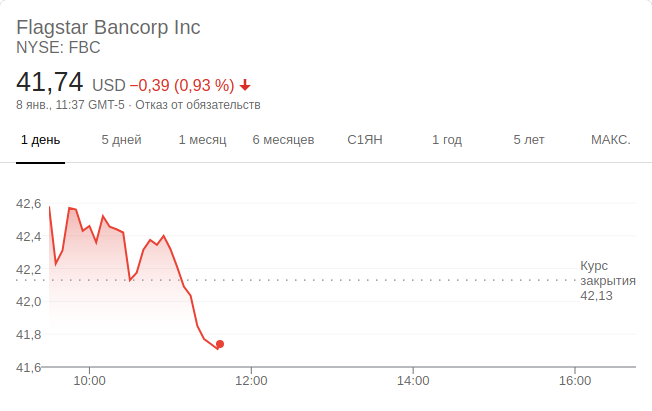 Flagstar Bancorp Inc
NYSE: FBC
41,74 USD −0,39 (0,93 %)
8 янв., 11:37 GMT-5 · Отказ от обязательств
1 день 5 дней 1 месяц 6 месяцев С1ЯН 1 год 5 лет МАКС.
42,6
42,4
42,2
Курс
закрытия
42,13
42,0
41,8
41,6
10:00 12:00 14:00 16:00